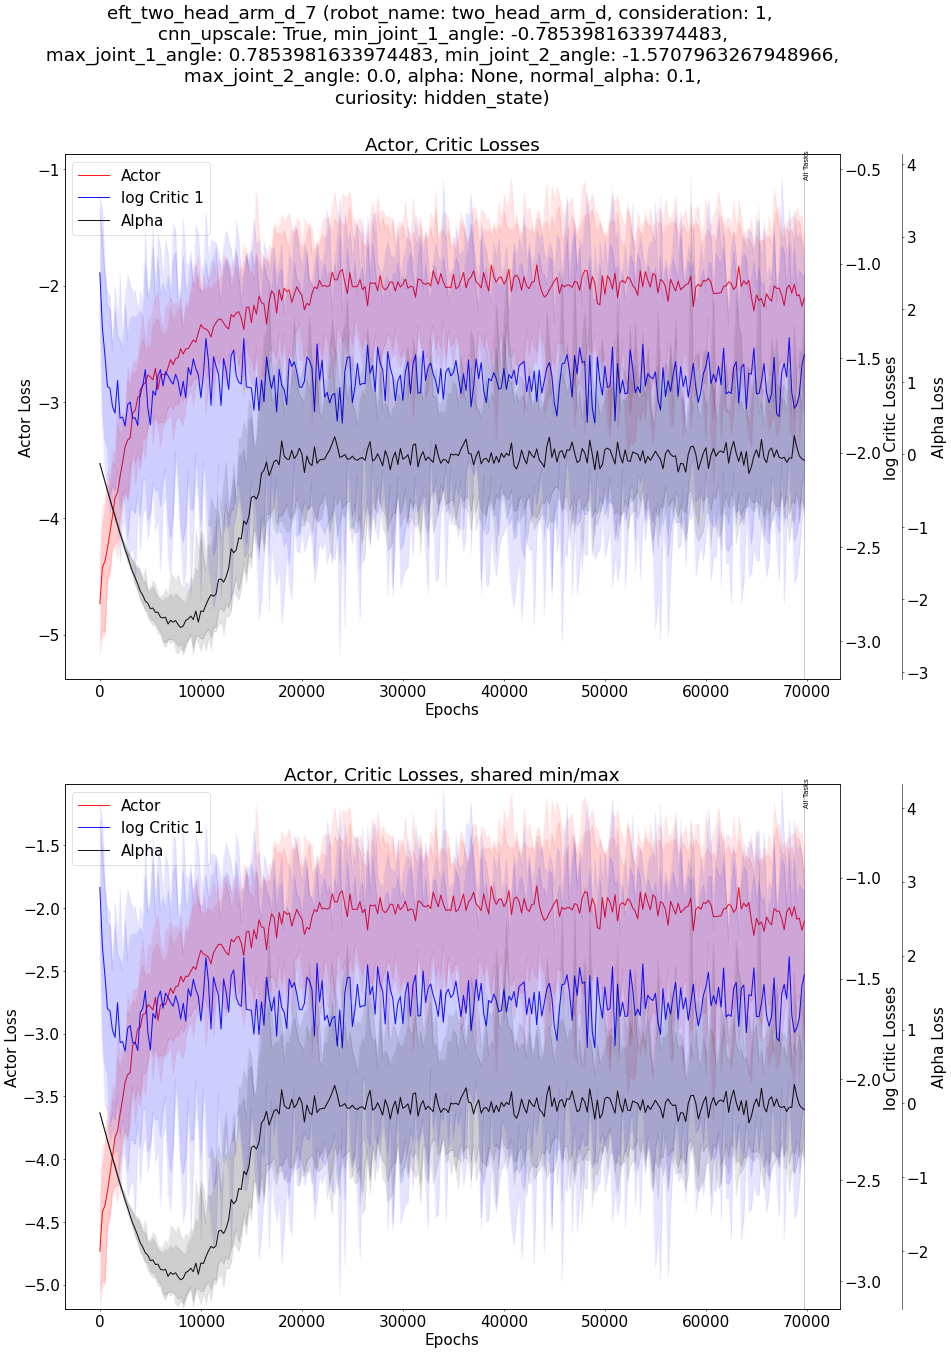 eft_two_head_arm_d_7 (robot_name: two_head_arm_d, consideration: 1,
cnn_upscale: True, min_joint_1_angle: -0.7853981633974483,
max_joint_1_angle: 0.7853981633974483, min_joint_2_angle: -1.5707963267948966,
max_joint_2_angle: 0.0, alpha: None, normal_alpha: 0.1,
curiosity: hidden_state)
Actor, Critic Losses
All Tasks
Actor
log Critic 1
Alpha
−1
−2
−3
−4
−5
Actor Loss
−0.5
−1.0
−1.5
−2.0
−2.5
−3.0
log Critic Losses
4
3
2
1
0
−1
−2
−3
Alpha Loss
0
10000
20000
30000
40000
50000
60000
70000
Epochs
Actor, Critic Losses, shared min/max
All Tasks
Actor
log Critic 1
Alpha
−1.5
−2.0
−2.5
−3.0
−3.5
−4.0
−4.5
−5.0
Actor Loss
−1.0
−1.5
−2.0
−2.5
−3.0
log Critic Losses
4
3
2
1
0
−1
−2
Alpha Loss
0
10000
20000
30000
40000
50000
60000
70000
Epochs